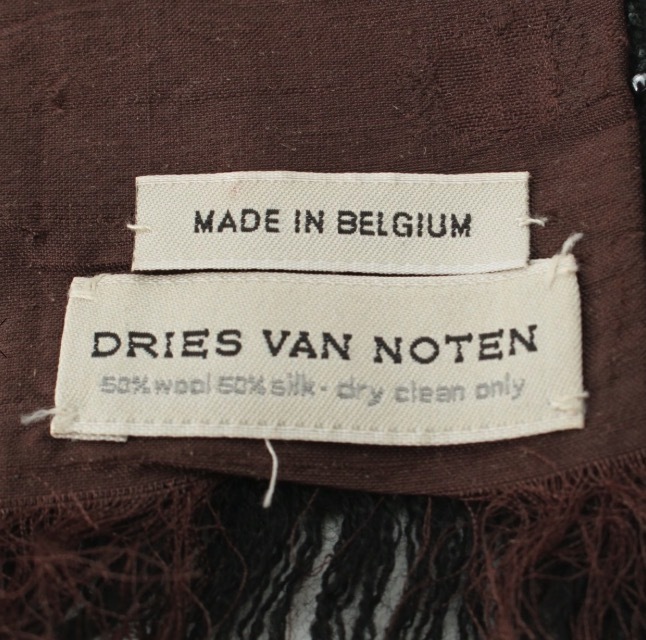 MADE IN BELGIUM
DRIES VAN NOTEN
50% wool 50% silk - dry clean only